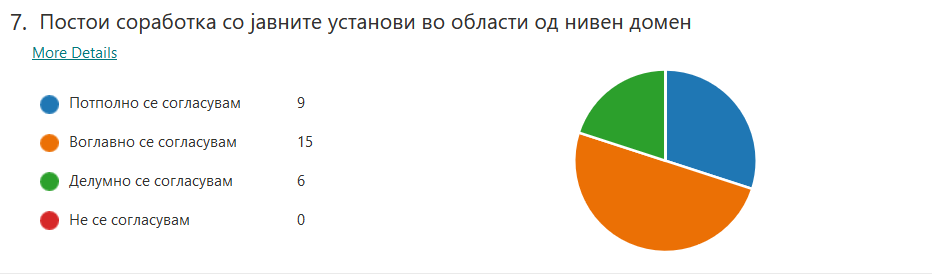 7. Постои соработка со јавните установи во области од нивен домен
More Details
Потполно се согласувам 9
Воглавно се согласувам 15
Делумно се согласувам 6
Не се согласувам 0